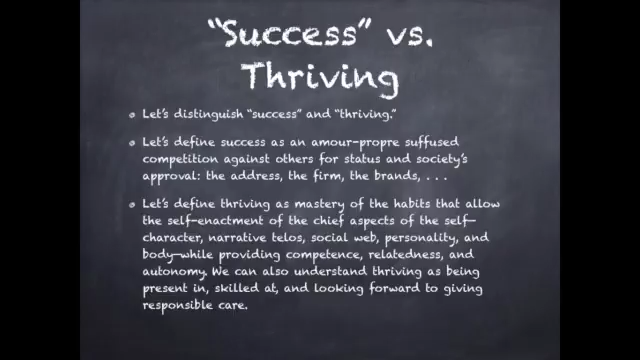 “Success” vs.
Thriving
Let’s distinguish “success” and “thriving.”
Let’s define success as an amour-propre suffused
competition against others for status and society’s
approval: the address, the firm, the brands, . . .
Let’s define thriving as mastery of the habits that allow
the self-enactment of the chief aspects of the self—
character, narrative telos, social web, personality, and
body—while providing competence, relatedness, and
autonomy. We can also understand thriving as being
present in, skilled at, and looking forward to giving
responsible care.